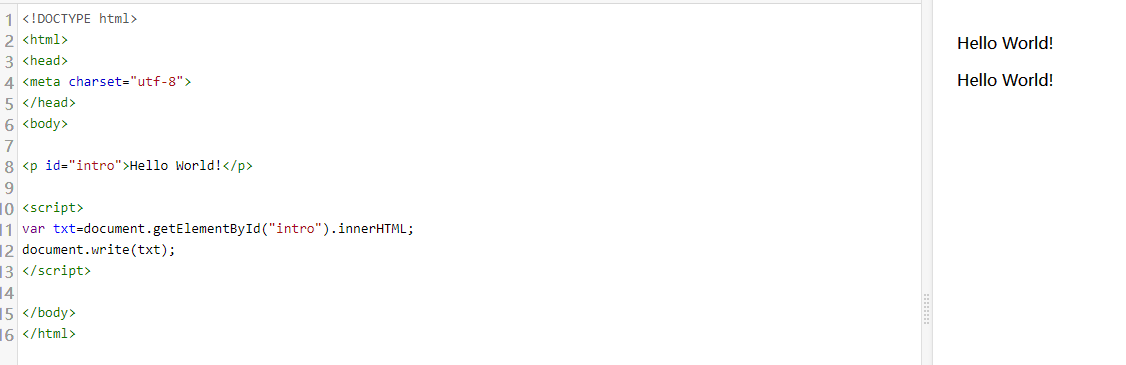 1 <!DOCTYPE html>
2 <html>
3 <head>
4 <meta charset="utf-8">
5 </head>
6 <body>
7
8 <p id="intro">Hello World!</p>
9
10 <script>
11 var txt=document.getElementById("intro").innerHTML;
12 document.write(txt);
13 </script>
14
15 </body>
16 </html>
Hello World!
Hello World!